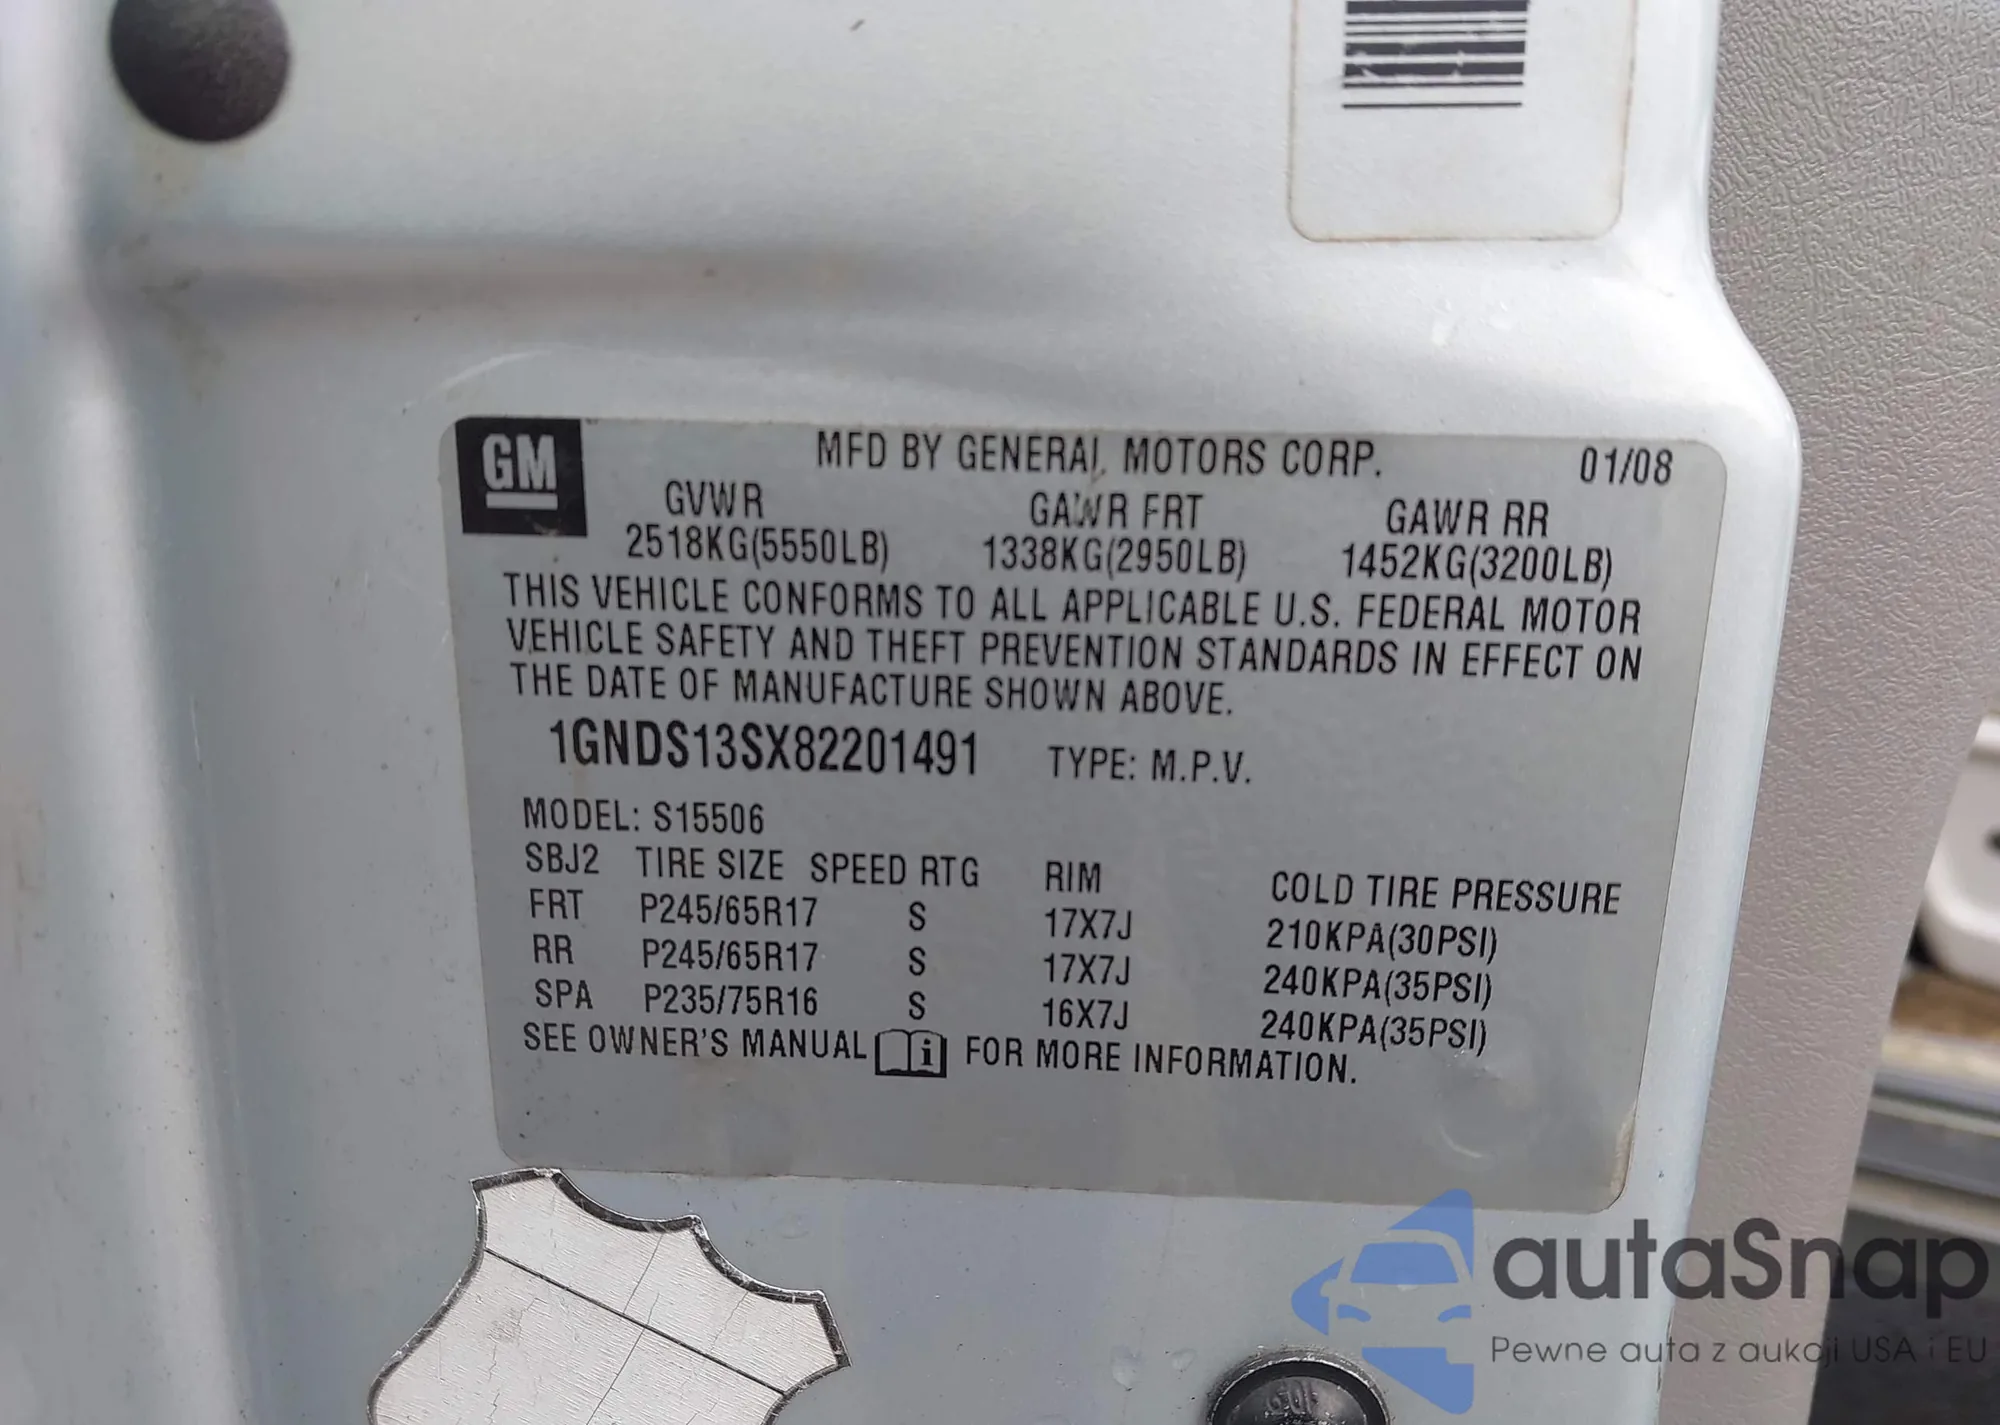 GM
MFD BY GENERAL MOTORS CORP. 01/08
GVWR GAWR FRT GAWR RR
2518KG(5550LB) 1338KG(2950LB) 1452KG(3200LB)
THIS VEHICLE CONFORMS TO ALL APPLICABLE U.S. FEDERAL MOTOR
VEHICLE SAFETY AND THEFT PREVENTION STANDARDS IN EFFECT ON
THE DATE OF MANUFACTURE SHOWN ABOVE.
1GNDS13SX82201491 TYPE: M.P.V.
MODEL: S15506
SBJ2 TIRE SIZE SPEED RTG RIM COLD TIRE PRESSURE
FRT P245/65R17 S 17X7J 210KPA(30PSI)
RR P245/65R17 S 17X7J 240KPA(35PSI)
SPA P235/75R16 S 16X7J 240KPA(35PSI)
SEE OWNER'S MANUAL i FOR MORE INFORMATION.
autaSnap
Pewne auta z aukcji USA i EU